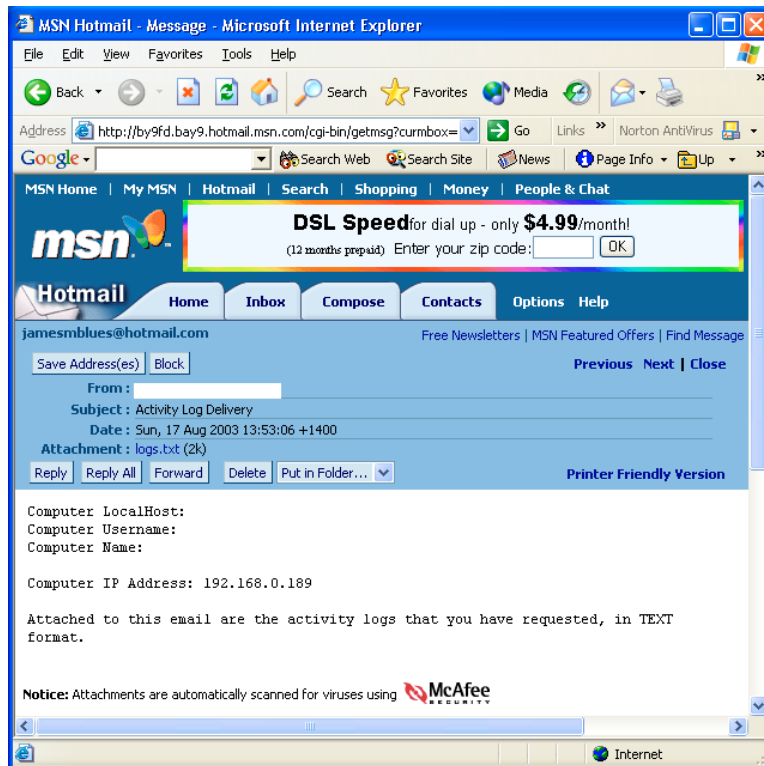 MSN Hotmail - Message - Microsoft Internet Explorer
File Edit View Favorites Tools Help
Back Search Favorites Media »
Address http://by9fd.bay9.hotmail.msn.com/cgi-bin/getmsg?curmbox= Go Links » Norton AntiVirus
Google Search Web Search Site News Page Info Up »
MSN Home | My MSN | Hotmail | Search | Shopping | Money | People & Chat
msn
DSL Speed for dial up - only $4.99/month!
(12 months prepaid) Enter your zip code: OK
Hotmail Home Inbox Compose Contacts Options Help
jamesmblues@hotmail.com Free Newsletters | MSN Featured Offers | Find Message
Save Address(es) Block Previous Next | Close
From :
Subject : Activity Log Delivery
Date : Sun, 17 Aug 2003 13:53:06 +1400
Attachment : logs.txt (2k)
Reply Reply All Forward Delete Put in Folder... Printer Friendly Version
Computer LocalHost:
Computer Username:
Computer Name:
Computer IP Address: 192.168.0.189
Attached to this email are the activity logs that you have requested, in TEXT
format.
Notice: Attachments are automatically scanned for viruses using McAfee
SECURITY
Internet